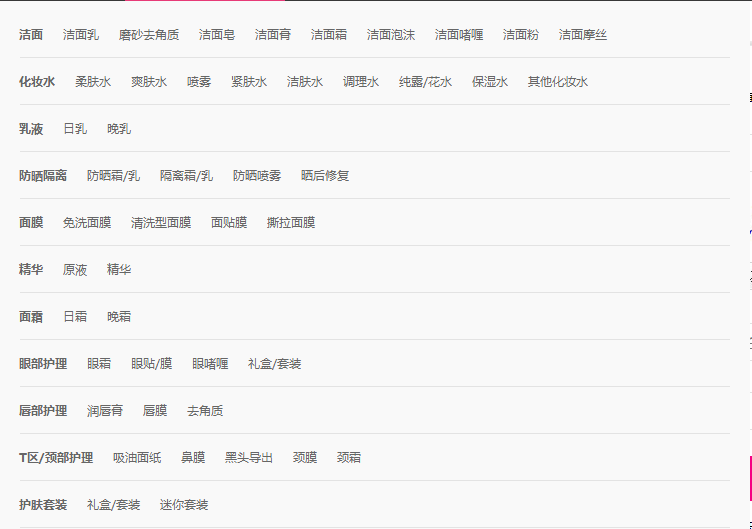 洁面 洁面乳 磨砂去角质 洁面皂 洁面膏 洁面霜 洁面泡沫 洁面啫喱 洁面粉 洁面摩丝
化妆水 柔肤水 爽肤水 喷雾 紧肤水 洁肤水 调理水 纯露/花水 保湿水 其他化妆水
乳液 日乳 晚乳
防晒隔离 防晒霜/乳 隔离霜/乳 防晒喷雾 晒后修复
面膜 免洗面膜 清洗型面膜 面贴膜 撕拉面膜
精华 原液 精华
面霜 日霜 晚霜
眼部护理 眼霜 眼贴/膜 眼啫喱 礼盒/套装
唇部护理 润唇膏 唇膜 去角质
T区/颈部护理 吸油面纸 鼻膜 黑头导出 颈膜 颈霜
护肤套装 礼盒/套装 迷你套装